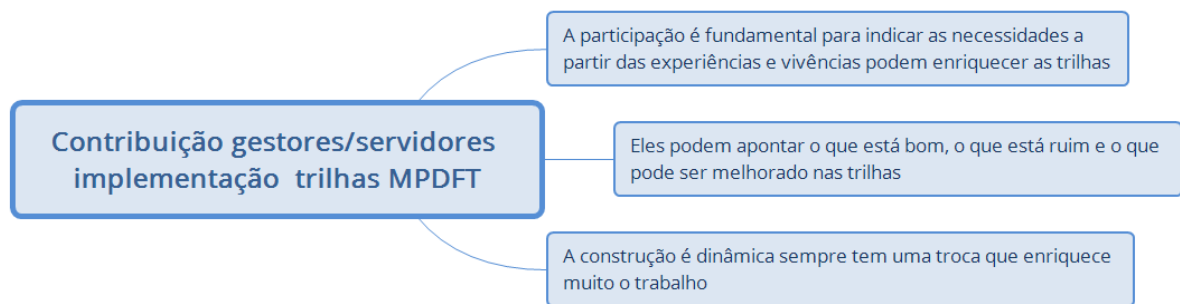 Contribuição gestores/servidores
implementação trilhas MPDFT
A participação é fundamental para indicar as necessidades a
partir das experiências e vivências podem enriquecer as trilhas
Eles podem apontar o que está bom, o que está ruim e o que
pode ser melhorado nas trilhas
A construção é dinâmica sempre tem uma troca que enriquece
muito o trabalho